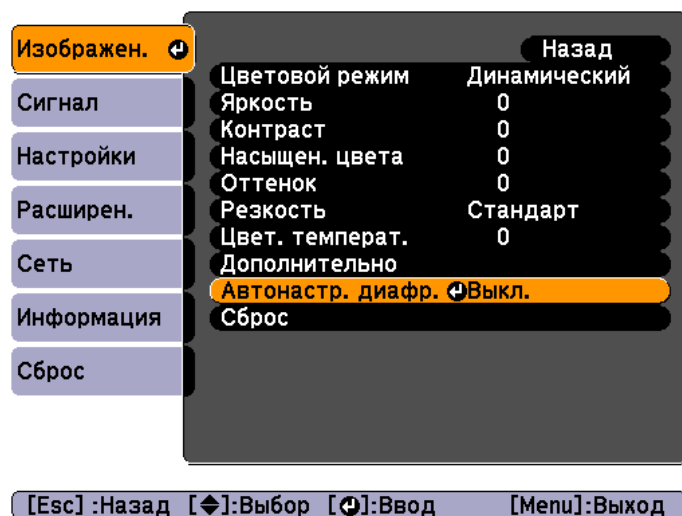 Изображен.
Сигнал
Настройки
Расширен.
Сеть
Информация
Сброс
Назад
Цветовой режим Динамический
Яркость 0
Контраст 0
Насыщен. цвета 0
Оттенок 0
Резкость Стандарт
Цвет. температ. 0
Дополнительно
Автонастр. диафр. Выкл.
Сброс
[Esc] :Назад [◆]:Выбор [↵]:Ввод [Menu]:Выход